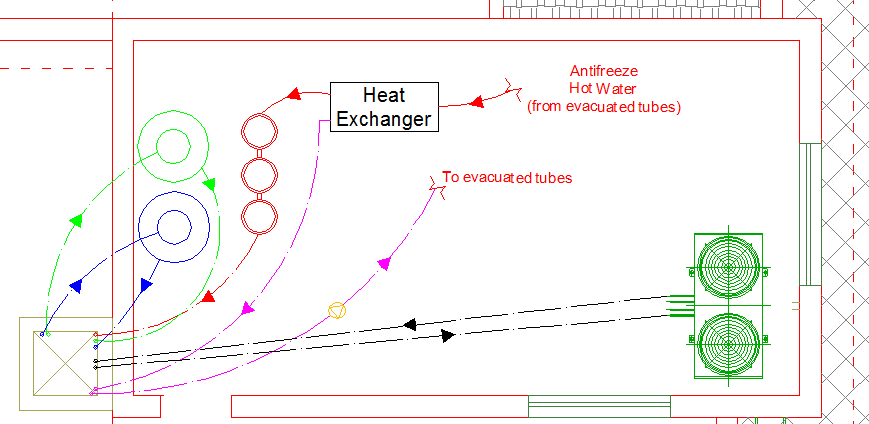 Heat
Exchanger
Antifreeze
Hot Water
(from evacuated tubes)
To evacuated tubes